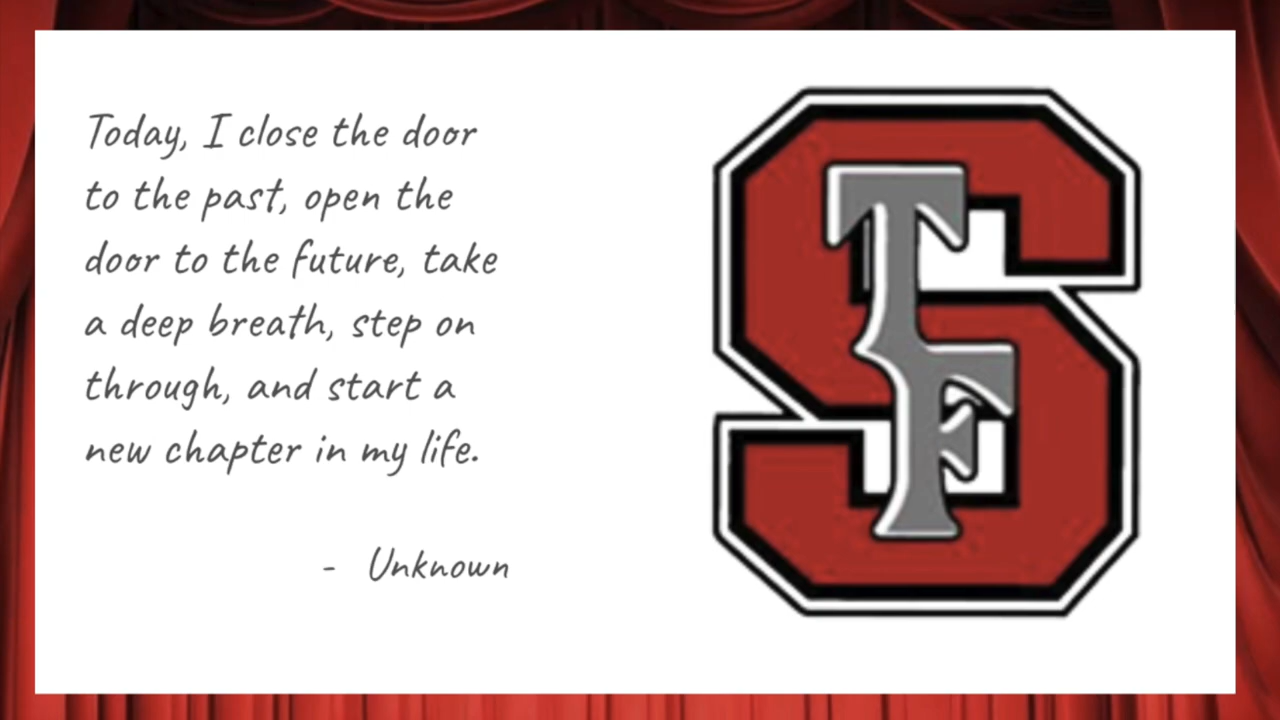 Today, I close the door
to the past, open the
door to the future, take
a deep breath, step on
through, and start a
new chapter in my life.
- Unknown
S
TF